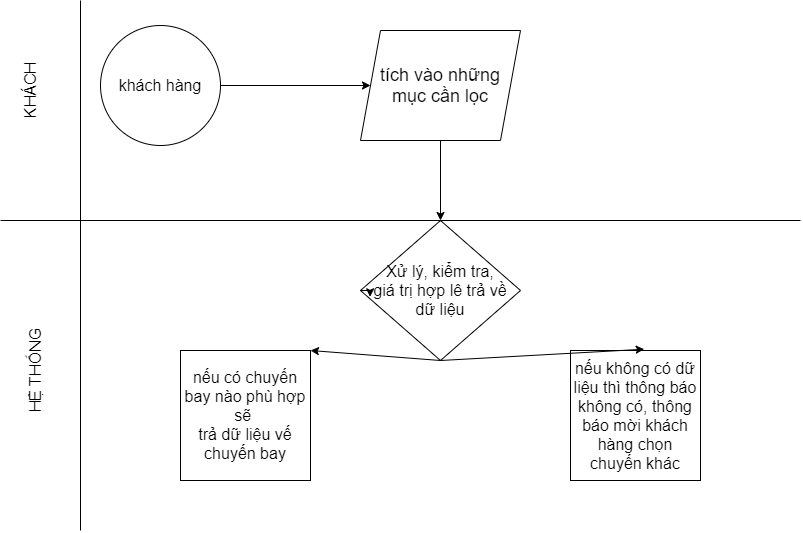 KHÁCH
khách hàng
tích vào những
mục cần lọc
HỆ THÓNG
Xử lý, kiểm tra,
giá trị hợp lê trả về
dữ liệu
nếu có chuyến
bay nào phù hợp
sẽ
trả dữ liệu vế
chuyến bay
nếu không có dữ
liệu thì thông báo
không có, thông
báo mời khách
hàng chọn
chuyến khác